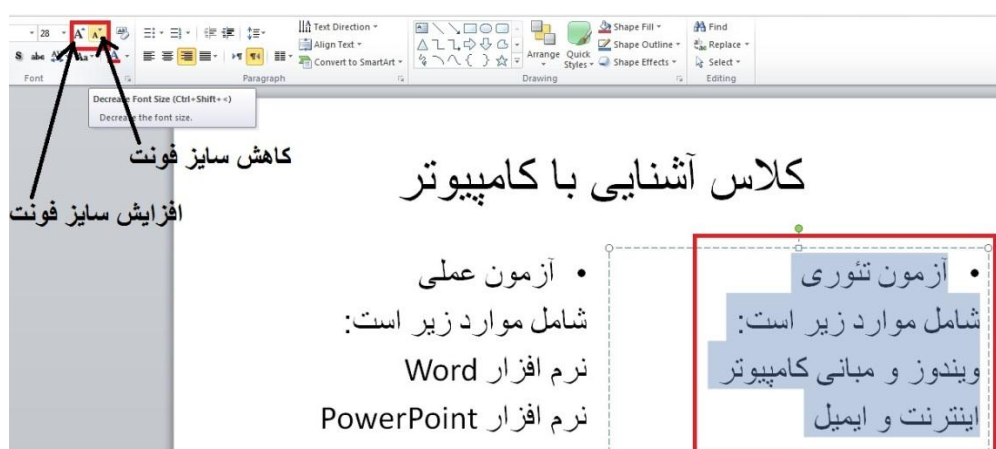 28 A A Text Direction Shape Fill Find
Align Text Shape Outline Replace
S abc Aa A Convert to SmartArt Arrange Quick Styles Shape Effects Select
Font Paragraph Drawing Editing
Decrease Font Size (Ctrl+Shift+<)
Decrease the font size.
کاهش سایز فونت
افزایش سایز فونت
کلاس آشنایی با کامپیوتر
• آزمون تئوری
شامل موارد زیر است:
ویندوز و مبانی کامپیوتر
اینترنت و ایمیل
• آزمون عملی
شامل موارد زیر است:
نرم افزار Word
نرم افزار PowerPoint